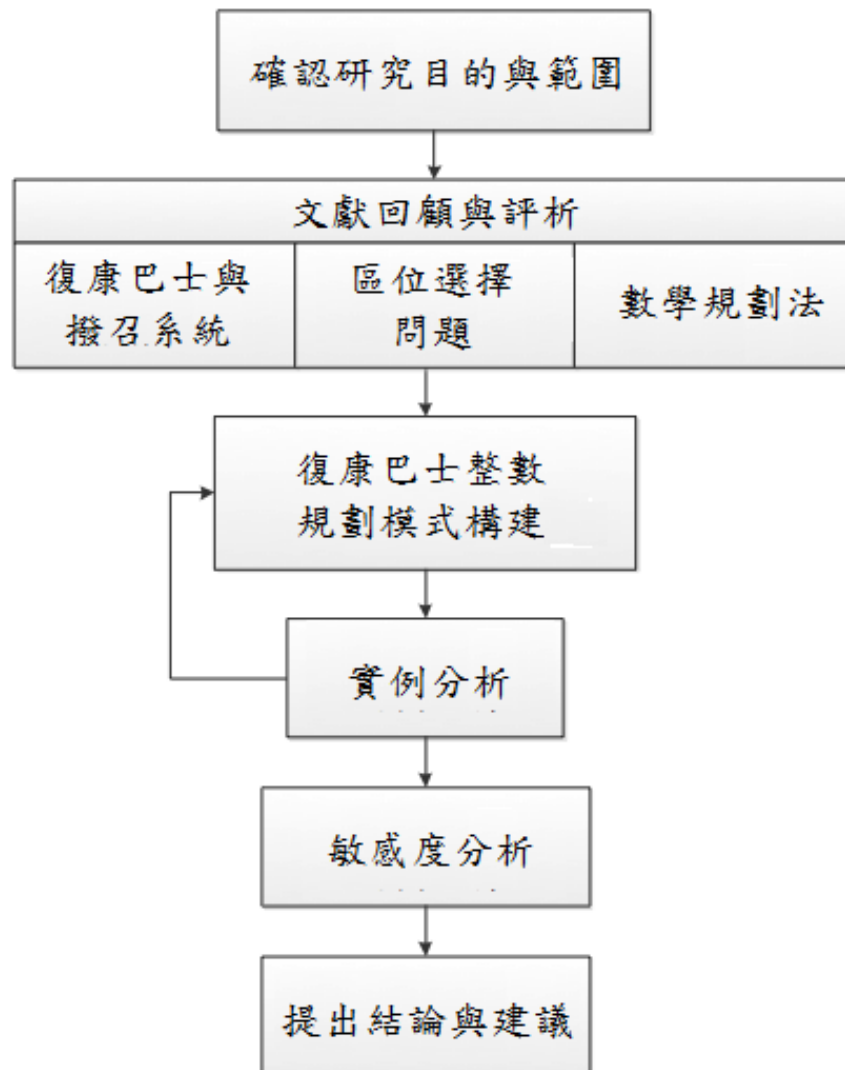 確認研究目的與範圍
文獻回顧與評析
復康巴士與
撥召系統
區位選擇
問題
數學規劃法
復康巴士整數
規劃模式構建
實例分析
敏感度分析
提出結論與建議